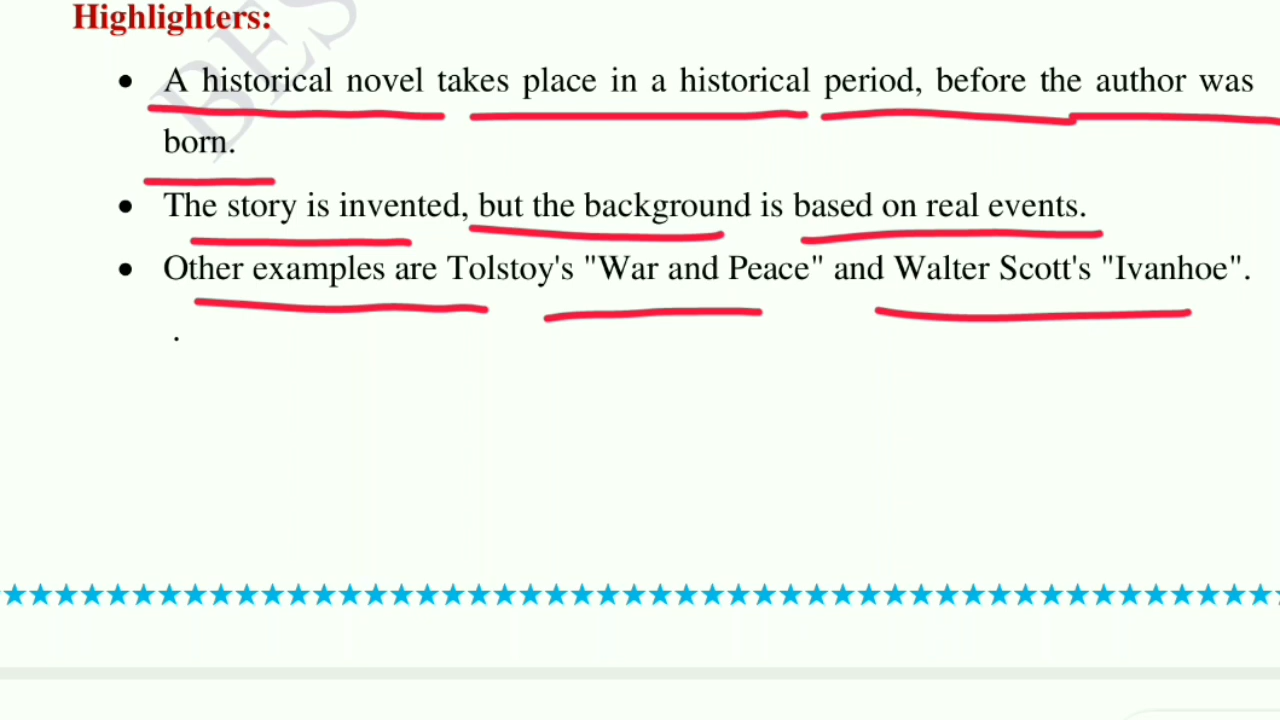 Highlighters:
BES
• A historical novel takes place in a historical period, before the author was
born.
• The story is invented, but the background is based on real events.
• Other examples are Tolstoy's "War and Peace" and Walter Scott's "Ivanhoe".
.